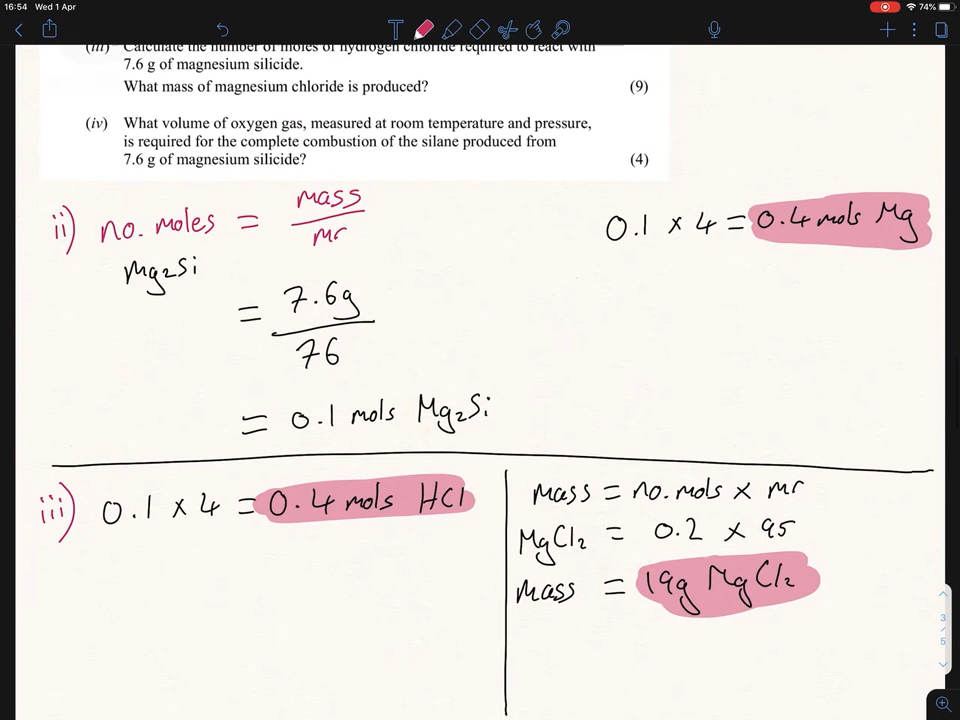 16:54 Wed 1 Apr
74%
(iii) Calculate the number of moles of hydrogen chloride required to react with
7.6 g of magnesium silicide.
What mass of magnesium chloride is produced? (9)
(iv) What volume of oxygen gas, measured at room temperature and pressure,
is required for the complete combustion of the silane produced from
7.6 g of magnesium silicide? (4)
ii) no. moles = mass / mr
Mg₂Si
= 7.6g / 76
= 0.1 mols Mg₂Si
0.1 × 4 = 0.4 mols Mg
iii) 0.1 × 4 = 0.4 mols HCl
mass = no. mols × mr
MgCl₂ = 0.2 × 95
mass = 19g MgCl₂
3
/
5